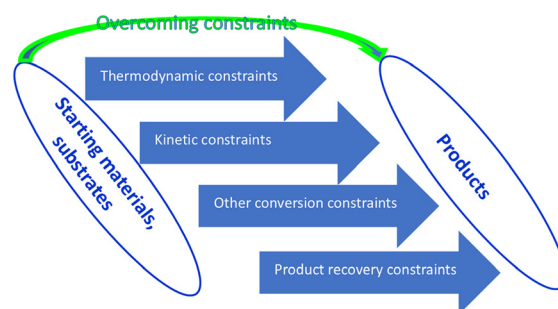 Overcoming constraints
Thermodynamic constraints
Starting materials,
substrates
Kinetic constraints
Products
Other conversion constraints
Product recovery constraints